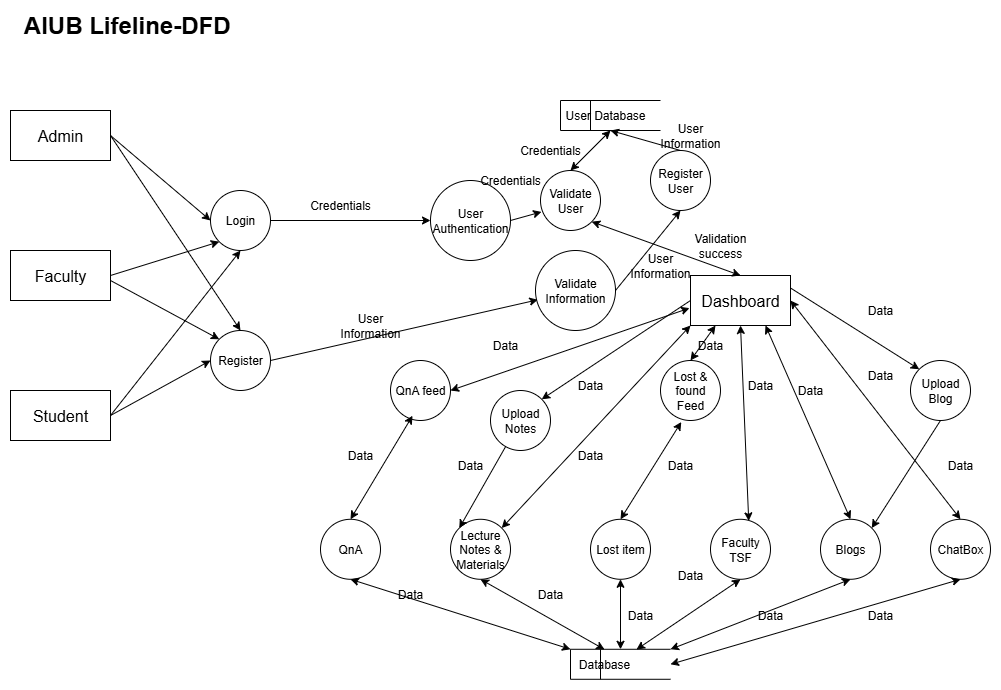 AIUB Lifeline-DFD
Admin
Faculty
Student
Login
Register
Credentials
User
Information
User
Authentication
Credentials
Credentials
User
Database
User
Information
Validate
User
Register
User
Validate
Information
User
Information
Validation
success
Dashboard
Data
Data
Data
Data
Data
Data
Data
QnA feed
Upload
Notes
Lost &
found
Feed
Upload
Blog
Data
Data
Data
Data
Data
QnA
Lecture
Notes &
Materials
Lost item
Faculty
TSF
Blogs
ChatBox
Data
Data
Data
Data
Data
Data
Database